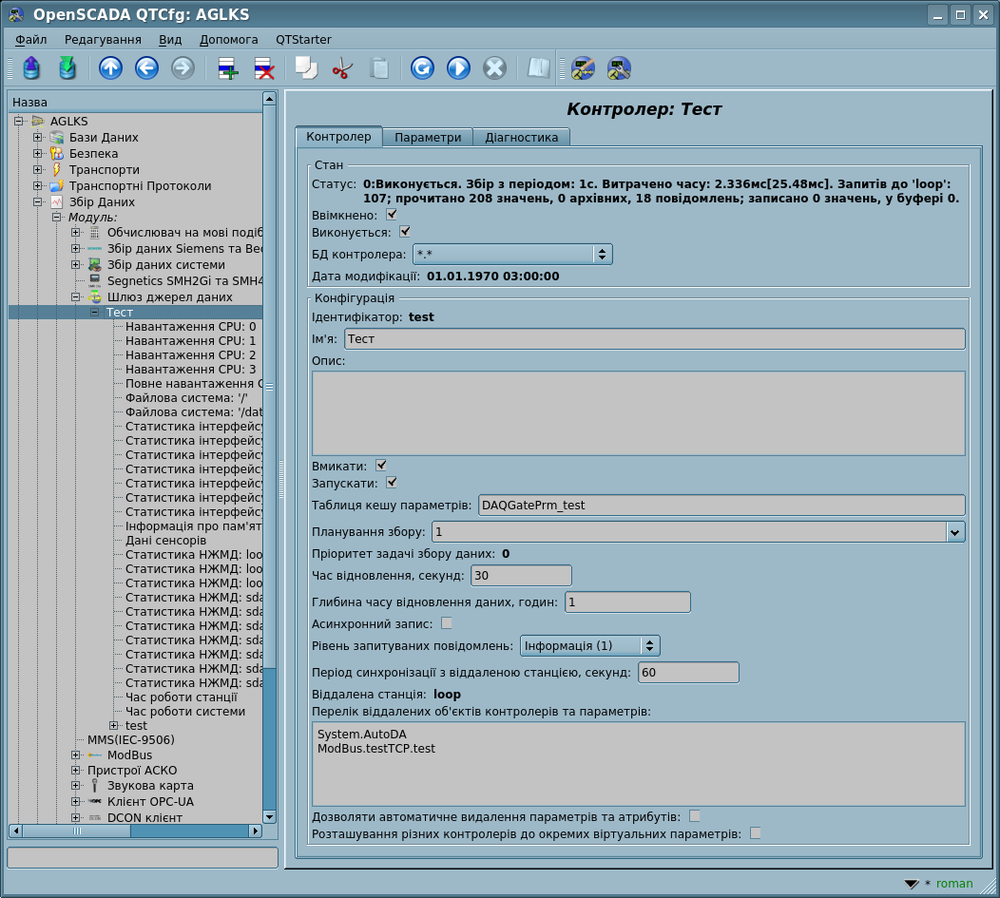 OpenSCADA QTCfg: AGLKS
Файл Редагування Вид Допомога QTStarter
Назва
AGLKS
Бази Даних
Безпека
Транспорти
Транспортні Протоколи
Збір Даних
Модуль:
Обчислювач на мові подіб
Збір даних Siemens та Bec
Збір даних системи
Segnetics SMH2Gi та SMH4
Шлюз джерел даних
Тест
Навантаження CPU: 0
Навантаження CPU: 1
Навантаження CPU: 2
Навантаження CPU: 3
Повне навантаження C
Файлова система: '/'
Файлова система: '/dat
Статистика інтерфейсу
Статистика інтерфейсу
Статистика інтерфейсу
Статистика інтерфейсу
Статистика інтерфейсу
Статистика інтерфейсу
Статистика інтерфейсу
Інформація про пам'ят
Дані сенсорів
Статистика НЖМД: loo
Статистика НЖМД: loo
Статистика НЖМД: loo
Статистика НЖМД: sda
Статистика НЖМД: sda
Статистика НЖМД: sda
Статистика НЖМД: sda
Статистика НЖМД: sda
Статистика НЖМД: sda
Статистика НЖМД: sda
Час роботи станції
Час роботи системи
test
MMS(IEC-9506)
ModBus
Пристрої АСКО
Звукова карта
Клієнт OPC-UA
DCON клієнт
Контролер: Тест
Контролер Параметри Діагностика
Стан
Статус: 0:Виконується. Збір з періодом: 1с. Витрачено часу: 2.336мс[25.48мс]. Запитів до 'loop':
107; прочитано 208 значень, 0 архівних, 18 повідомлень; записано 0 значень, у буфері 0.
Ввімкнено:
Виконується:
БД контролера: *.*
Дата модифікації: 01.01.1970 03:00:00
Конфігурація
Ідентифікатор: test
Ім'я: Тест
Опис:
Вмикати:
Запускати:
Таблиця кешу параметрів: DAQGatePrm_test
Планування збору: 1
Пріоритет задачі збору даних: 0
Час відновлення, секунд: 30
Глибина часу відновлення даних, годин: 1
Асинхронний запис:
Рівень запитуваних повідомлень: Інформація (1)
Період синхронізації з віддаленою станцією, секунд: 60
Віддалена станція: loop
Перелік віддалених об'єктів контролерів та параметрів:
System.AutoDA
ModBus.testTCP.test
Дозволяти автоматичне видалення параметрів та атрибутів:
Розташування різних контролерів до окремих віртуальних параметрів:
* roman